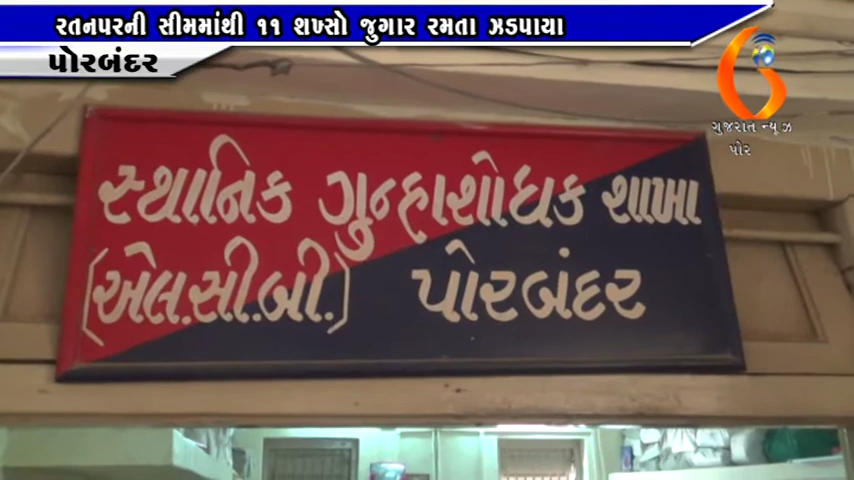 રતનપરની સીમમાંથી ૧૧ શખ્સો જુગાર રમતા ઝડપાયા
પોરબંદર
ગુજરાત ન્યૂઝ
પોર
સ્થાનિક ગુન્હાશોધક શાખા
(એલ.સી.બી.) પોરબંદર